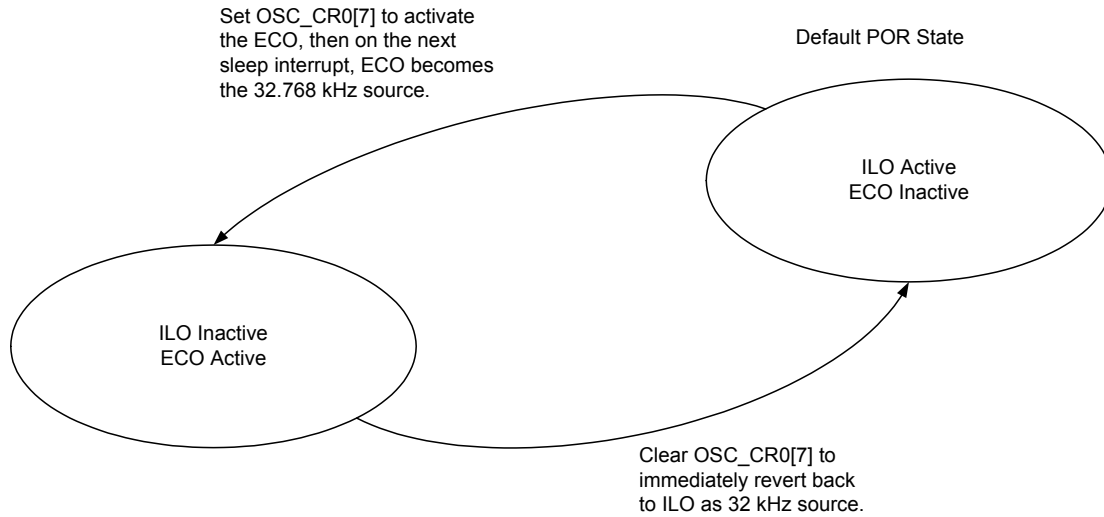 Set OSC_CR0[7] to activate
the ECO, then on the next
sleep interrupt, ECO becomes
the 32.768 kHz source.
Default POR State
ILO Active
ECO Inactive
ILO Inactive
ECO Active
Clear OSC_CR0[7] to
immediately revert back
to ILO as 32 kHz source.